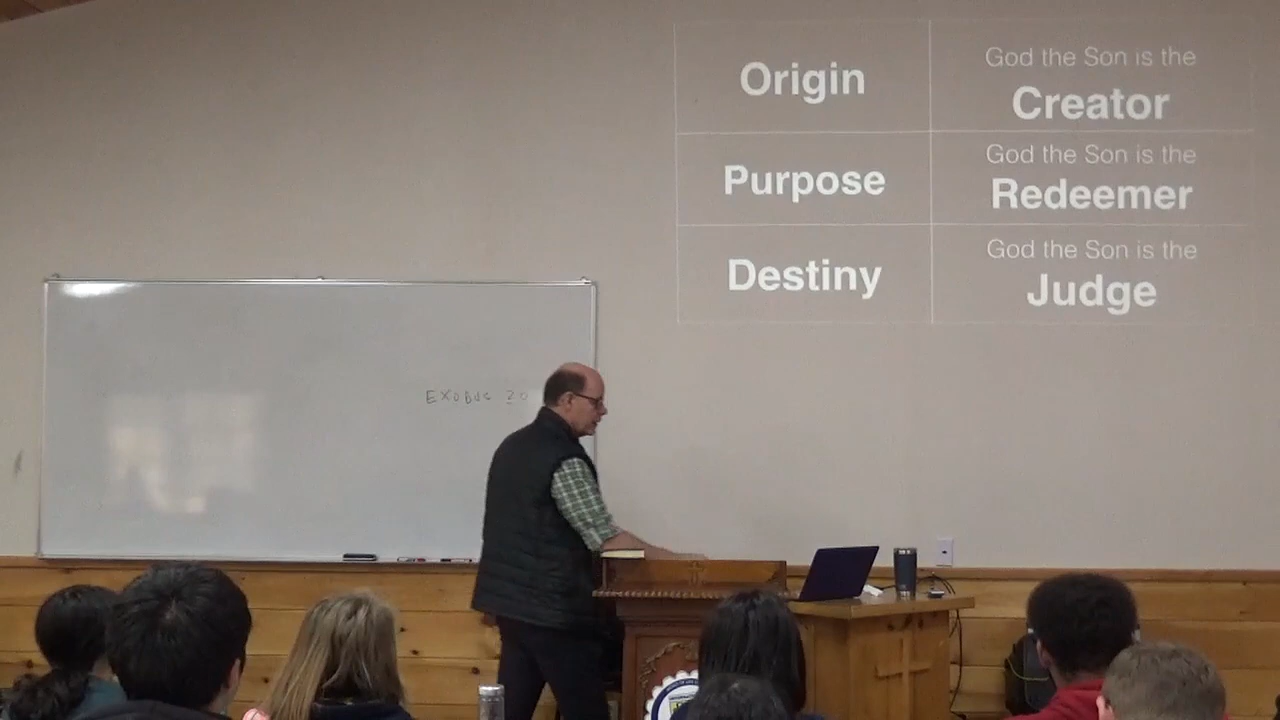 Origin
God the Son is the
Creator
Purpose
God the Son is the
Redeemer
Destiny
God the Son is the
Judge
EXODUS 20